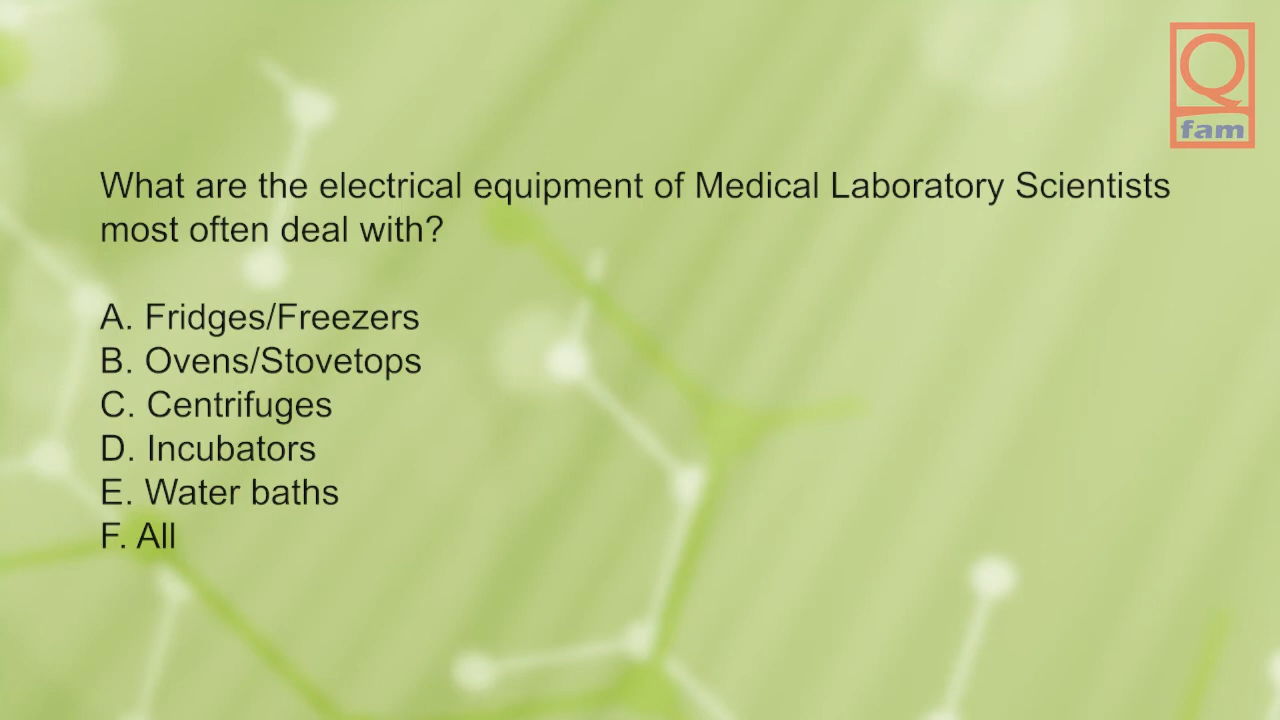 Q
fam
What are the electrical equipment of Medical Laboratory Scientists
most often deal with?
A. Fridges/Freezers
B. Ovens/Stovetops
C. Centrifuges
D. Incubators
E. Water baths
F. All